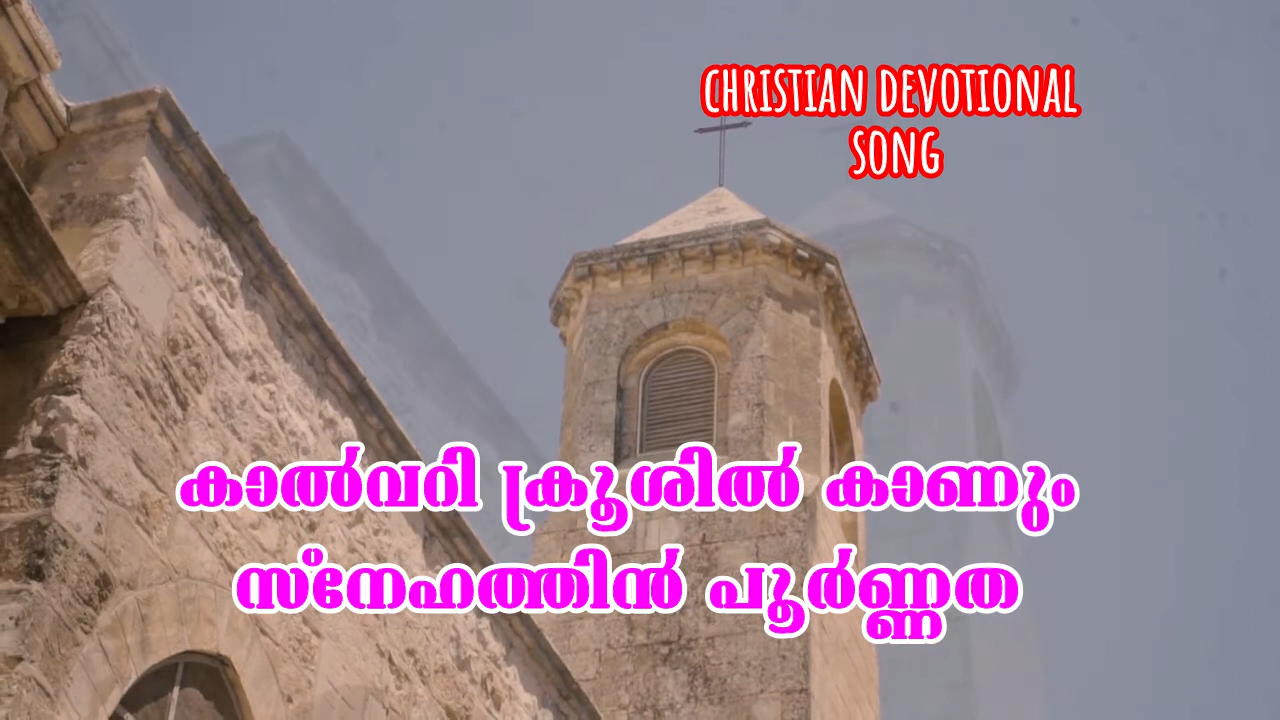 CHRISTIAN DEVOTIONAL
SONG
കാൽവറി ക്രൂശിൽ കാണും
സ്നേഹത്തിൻ പൂർണ്ണത